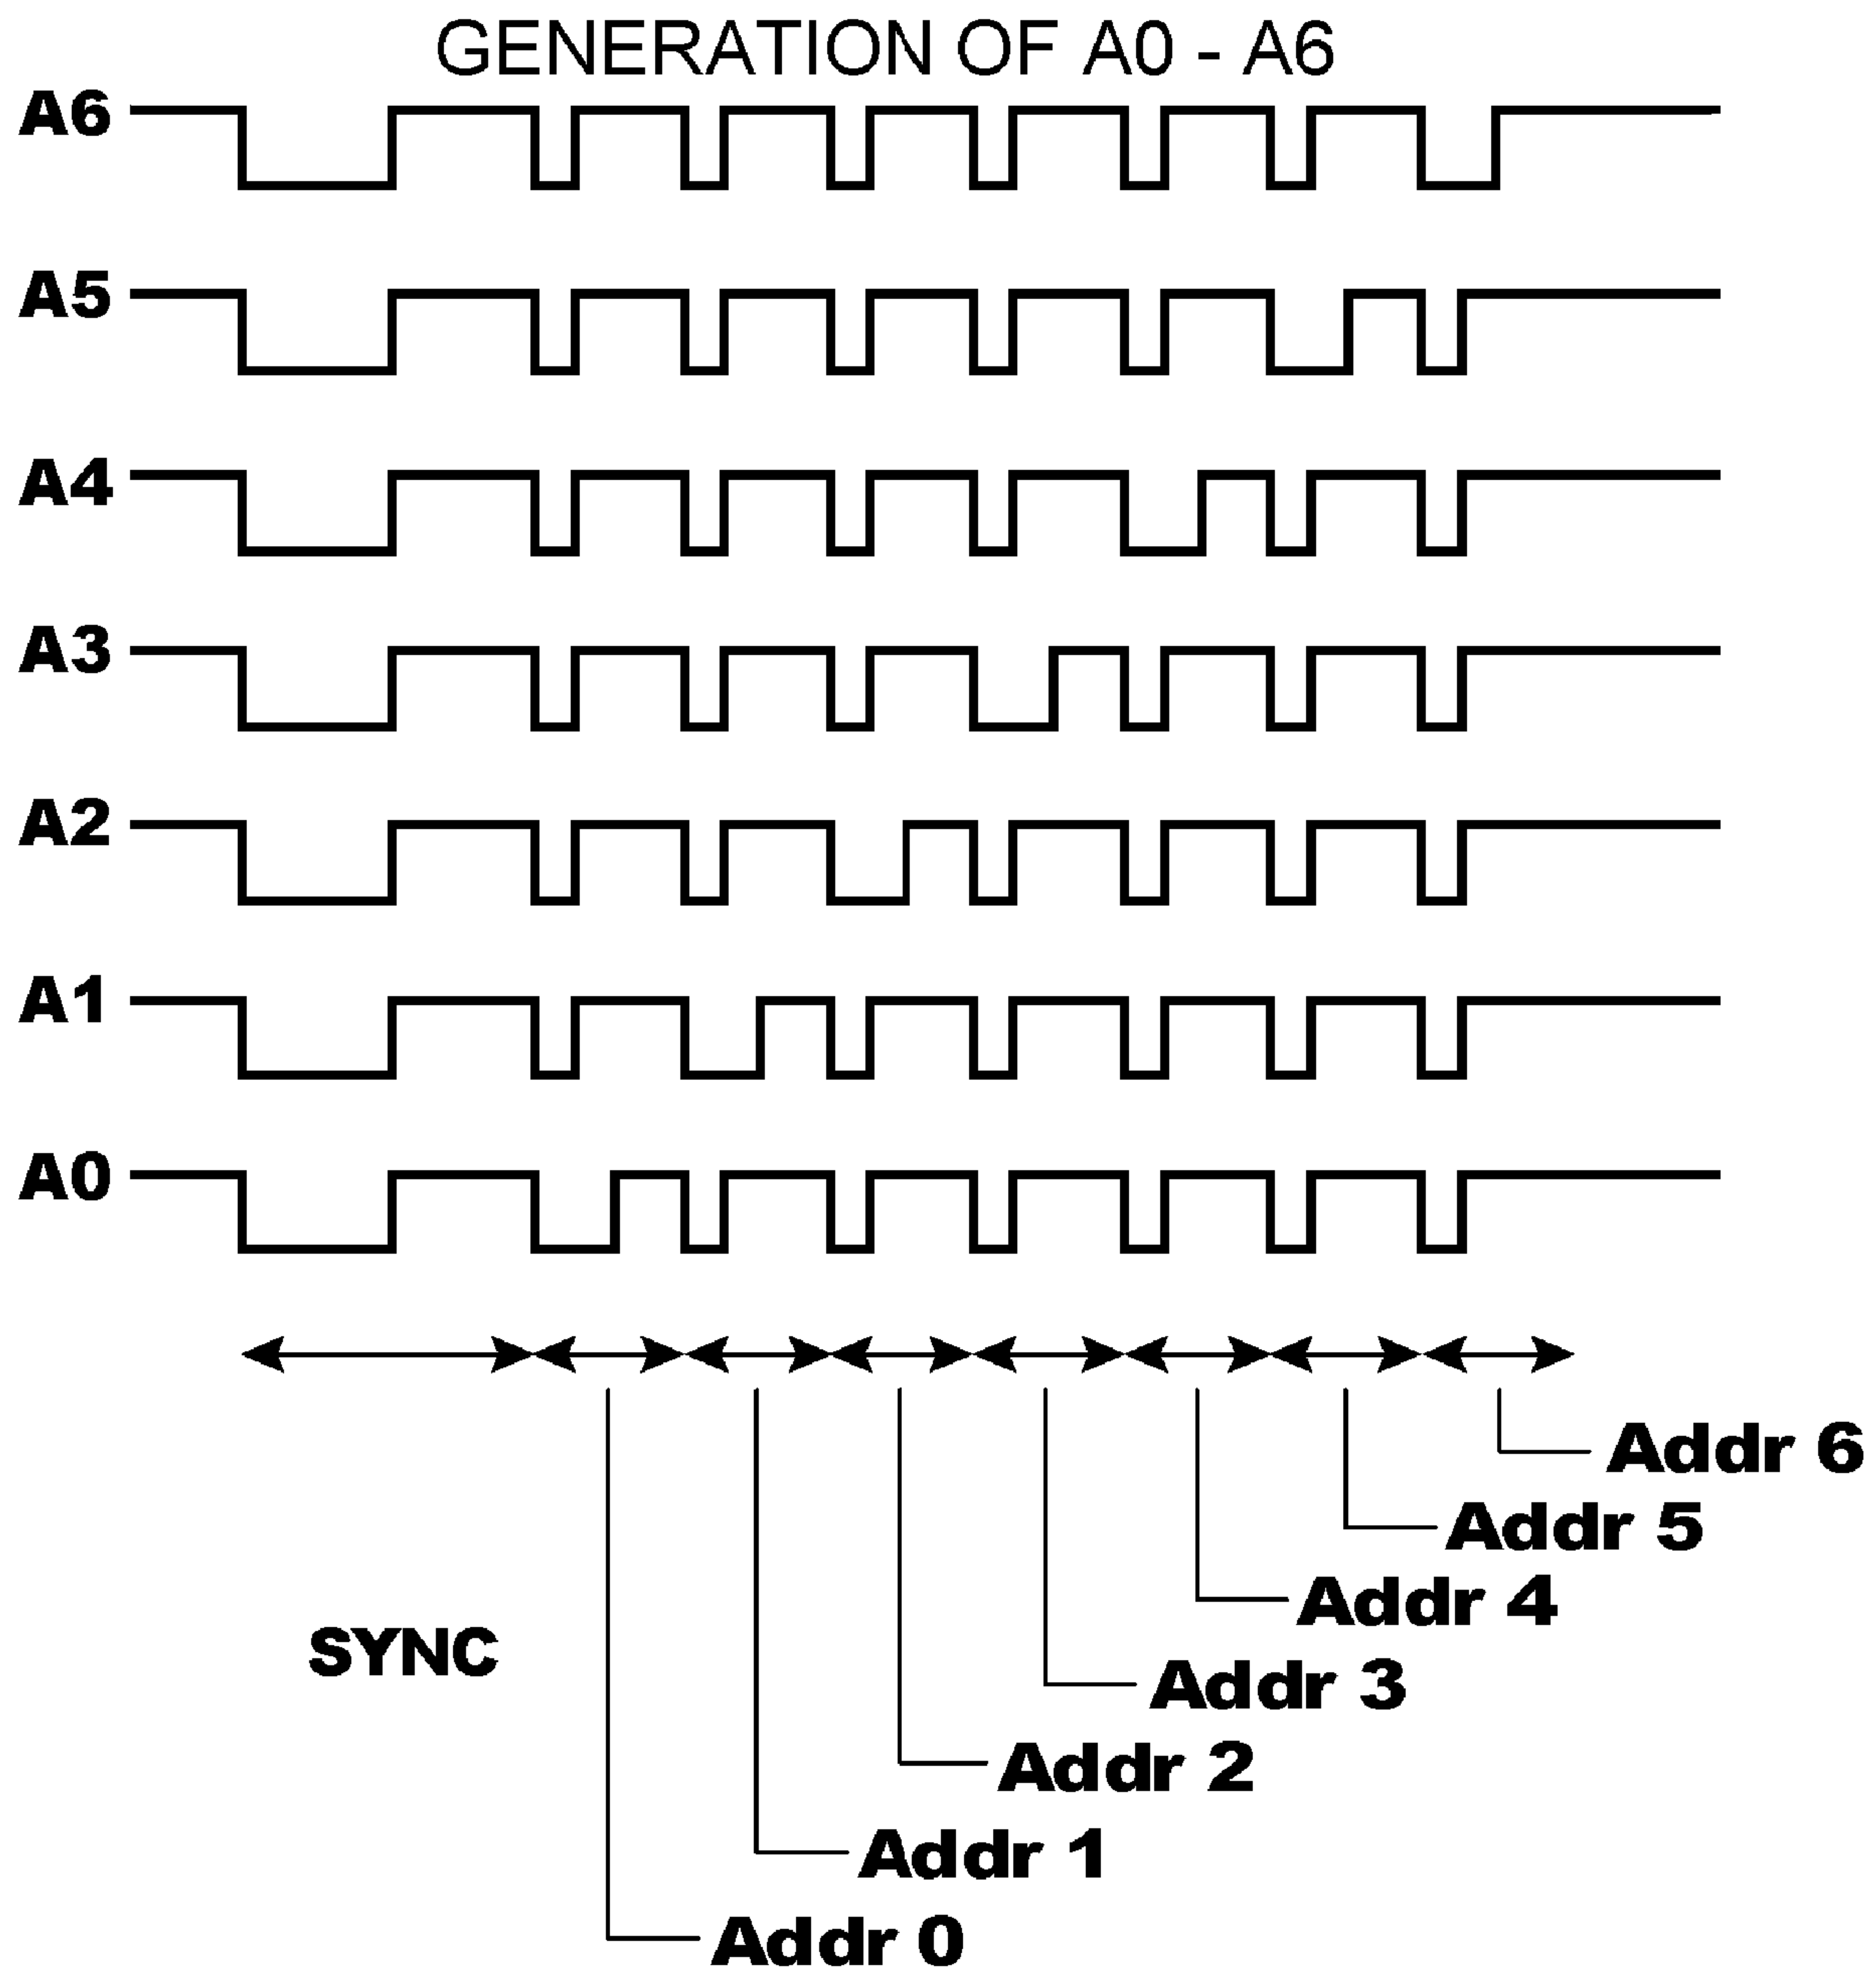 GENERATION OF A0 - A6
A6
A5
A4
A3
A2
A1
A0
Addr 6
Addr 5
Addr 4
SYNC
Addr 3
Addr 2
Addr 1
Addr 0